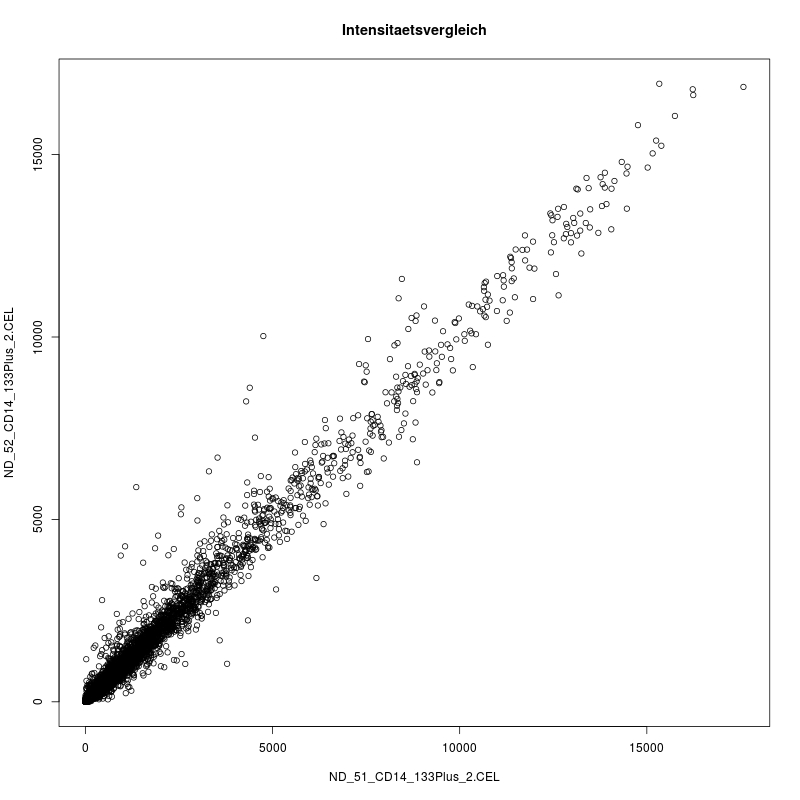 Intensitaetsvergleich
ND_52_CD14_133Plus_2.CEL
15000
10000
5000
0
0 5000 10000 15000
ND_51_CD14_133Plus_2.CEL